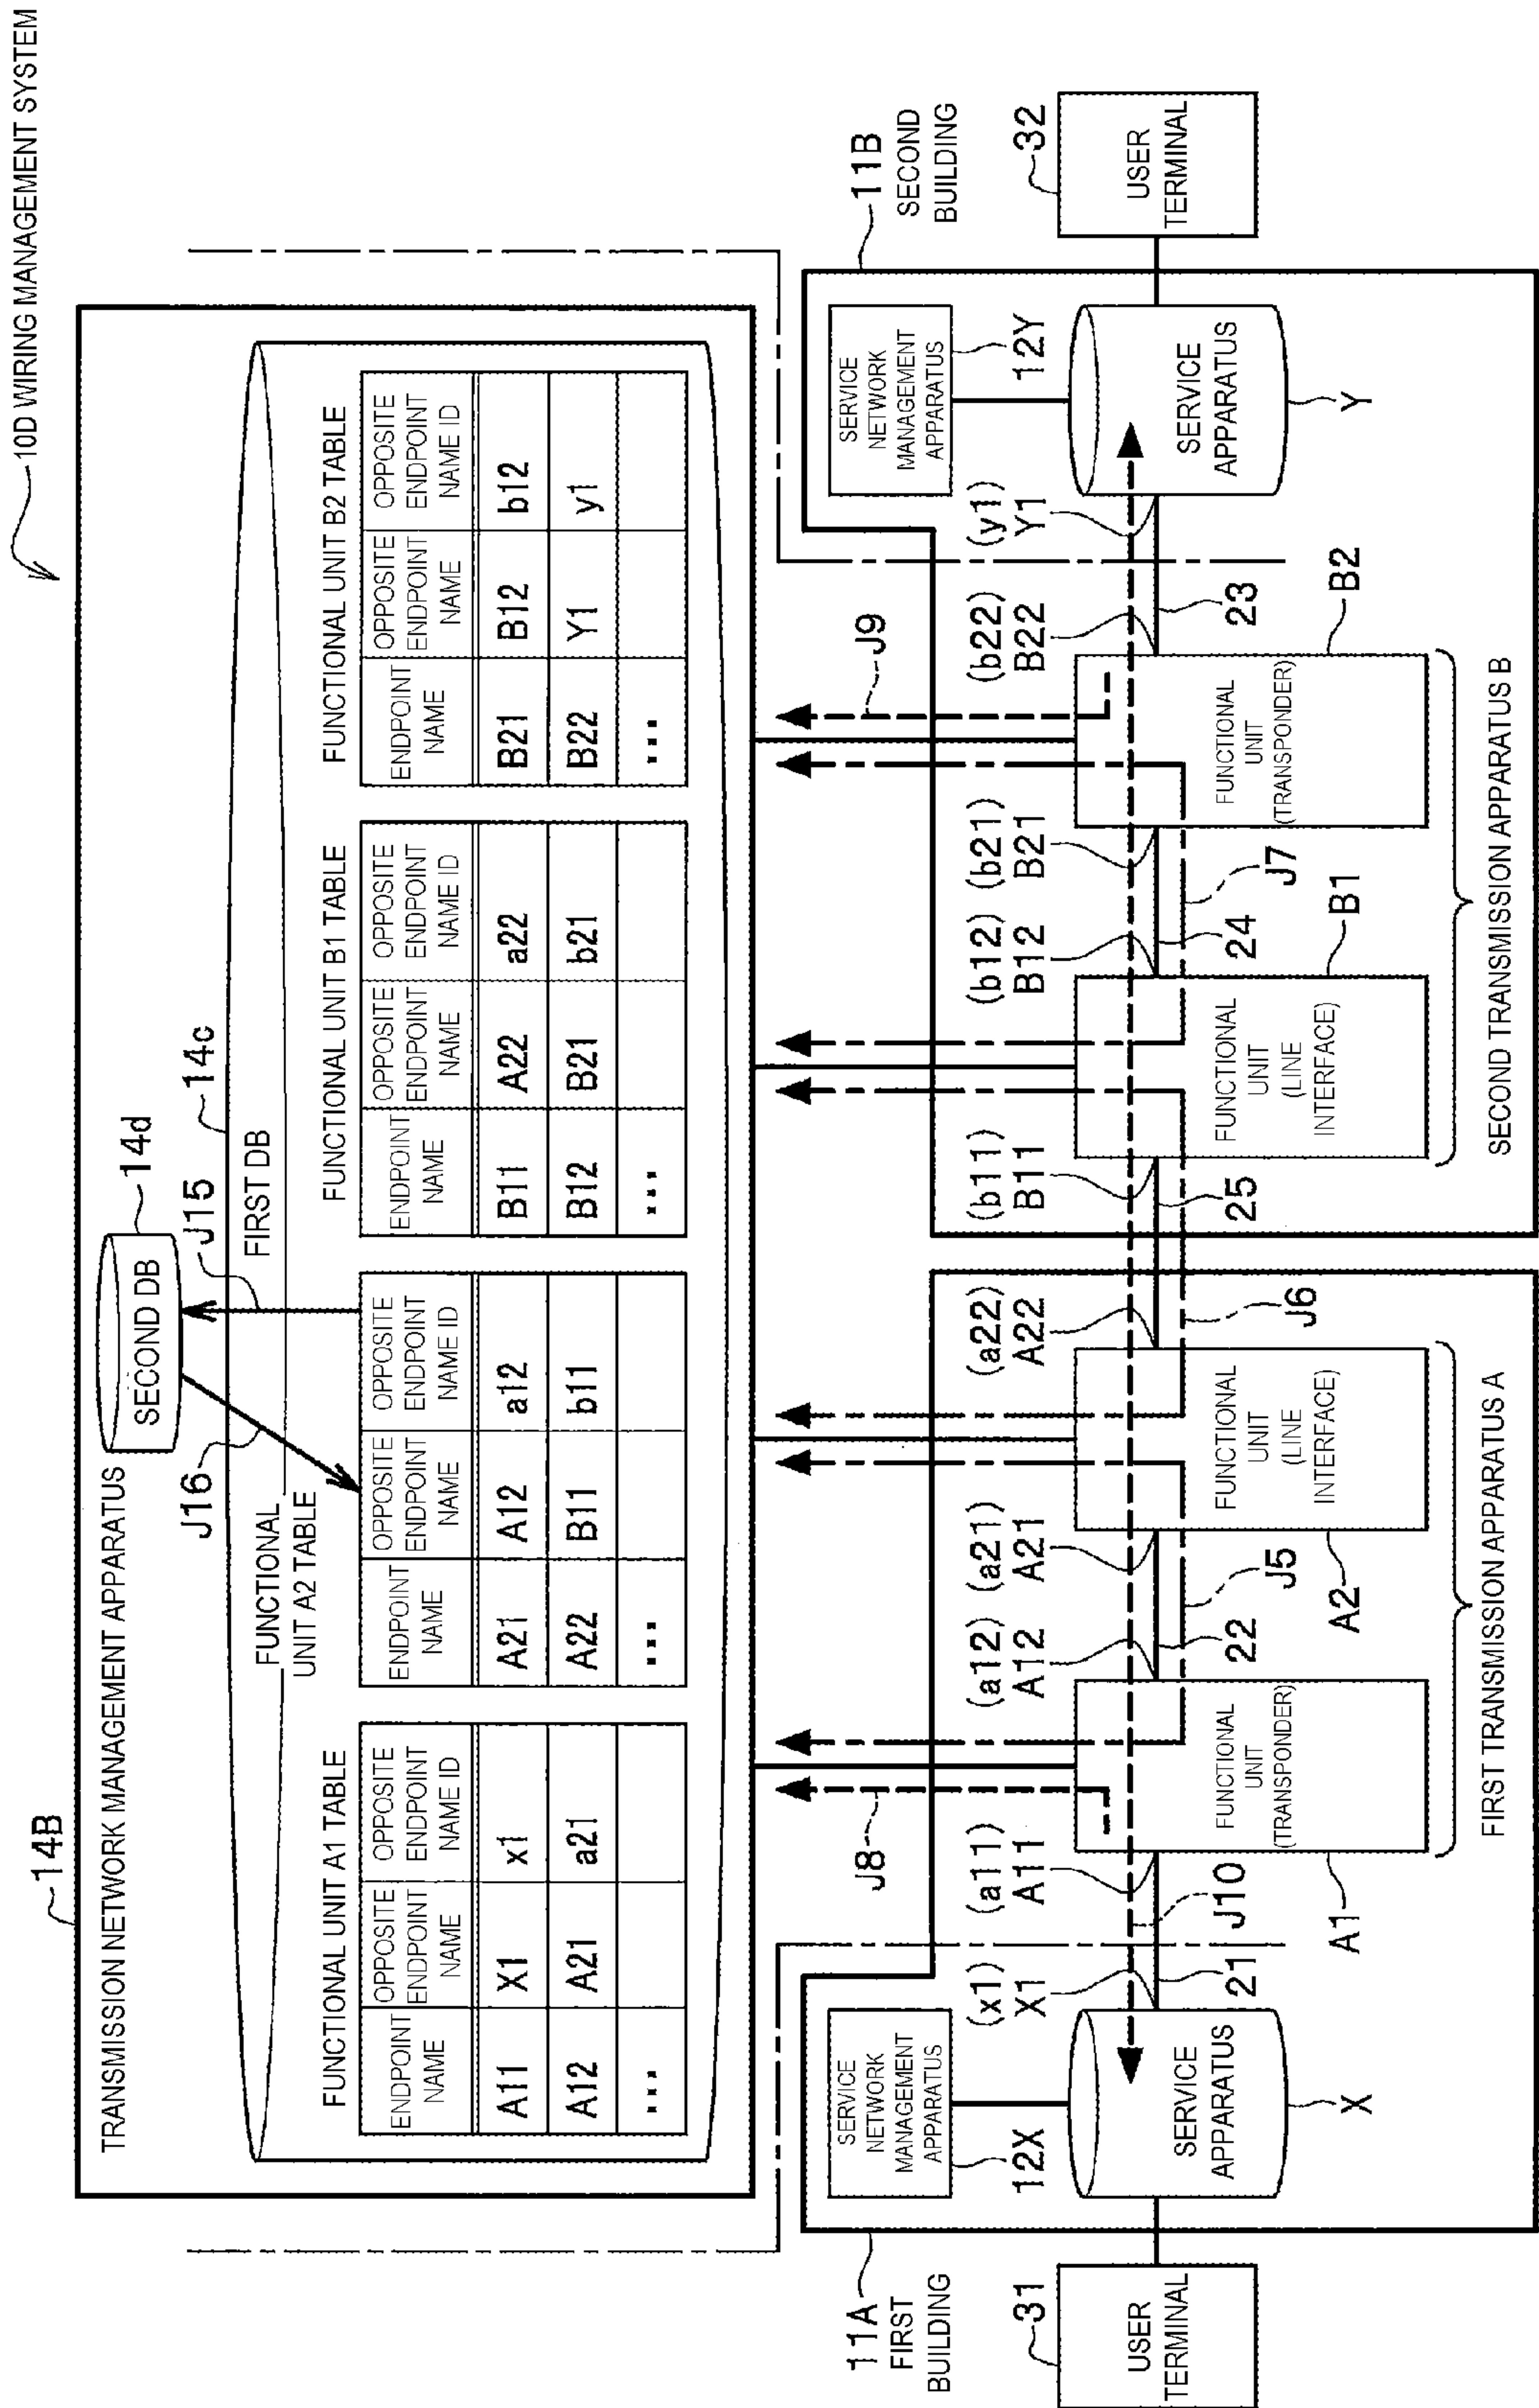 10D WIRING MANAGEMENT SYSTEM
14B
TRANSMISSION NETWORK MANAGEMENT APPARATUS
SECOND DB
14d
J16
J15
14c
FIRST DB
FUNCTIONAL UNIT A1 TABLE
ENDPOINT NAME | OPPOSITE ENDPOINT NAME | OPPOSITE ENDPOINT NAME ID
A11 | X1 | x1
A12 | A21 | a21
...
FUNCTIONAL
UNIT A2 TABLE
ENDPOINT NAME | OPPOSITE ENDPOINT NAME | OPPOSITE ENDPOINT NAME ID
A21 | A12 | a12
A22 | B11 | b11
...
FUNCTIONAL UNIT B1 TABLE
ENDPOINT NAME | OPPOSITE ENDPOINT NAME | OPPOSITE ENDPOINT NAME ID
B11 | A22 | a22
B12 | B21 | b21
...
FUNCTIONAL UNIT B2 TABLE
ENDPOINT NAME | OPPOSITE ENDPOINT NAME | OPPOSITE ENDPOINT NAME ID
B21 | B12 | b12
B22 | Y1 | y1
...
11A
FIRST
BUILDING
31
USER
TERMINAL
SERVICE
NETWORK
MANAGEMENT
APPARATUS
12X
SERVICE
APPARATUS
X
(x1)
X1
21
J10
J8
(a11)
A11
FUNCTIONAL
UNIT
(TRANSPONDER)
A1
(a12)
A12
22
J5
(a21)
A21
FUNCTIONAL
UNIT
(LINE
INTERFACE)
A2
FIRST TRANSMISSION APPARATUS A
(a22)
A22
J6
25
(b11)
B11
FUNCTIONAL
UNIT
(LINE
INTERFACE)
B1
(b12)
B12
24
J7
(b21)
B21
FUNCTIONAL
UNIT
(TRANSPONDER)
B2
SECOND TRANSMISSION APPARATUS B
J9
(b22)
B22
23
(y1)
Y1
SERVICE
NETWORK
MANAGEMENT
APPARATUS
12Y
SERVICE
APPARATUS
Y
11B
SECOND
BUILDING
32
USER
TERMINAL